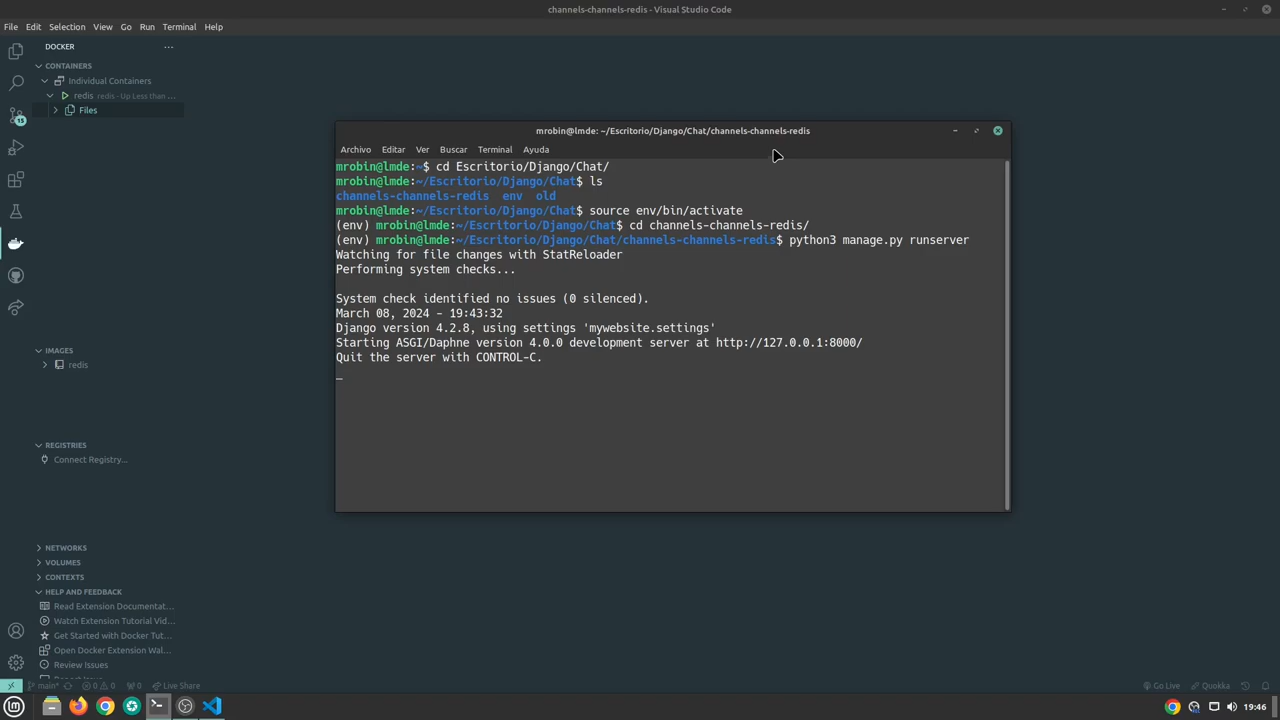 channels-channels-redis - Visual Studio Code
File Edit Selection View Go Run Terminal Help
DOCKER
CONTAINERS
Individual Containers
redis redis - Up Less than ...
Files
IMAGES
redis
REGISTRIES
Connect Registry...
NETWORKS
VOLUMES
CONTEXTS
HELP AND FEEDBACK
Read Extension Documentat...
Watch Extension Tutorial Vid...
Get Started with Docker Tut...
Open Docker Extension Wal...
Review Issues
15
mrobin@lmde: ~/Escritorio/Django/Chat/channels-channels-redis
Archivo Editar Ver Buscar Terminal Ayuda
mrobin@lmde:~$ cd Escritorio/Django/Chat/
mrobin@lmde:~/Escritorio/Django/Chat$ ls
channels-channels-redis env old
mrobin@lmde:~/Escritorio/Django/Chat$ source env/bin/activate
(env) mrobin@lmde:~/Escritorio/Django/Chat$ cd channels-channels-redis/
(env) mrobin@lmde:~/Escritorio/Django/Chat/channels-channels-redis$ python3 manage.py runserver
Watching for file changes with StatReloader
Performing system checks...
System check identified no issues (0 silenced).
March 08, 2024 - 19:43:32
Django version 4.2.8, using settings 'mywebsite.settings'
Starting ASGI/Daphne version 4.0.0 development server at http://127.0.0.1:8000/
Quit the server with CONTROL-C.
main* 0 0 0 Live Share
Go Live Quokka
19:46